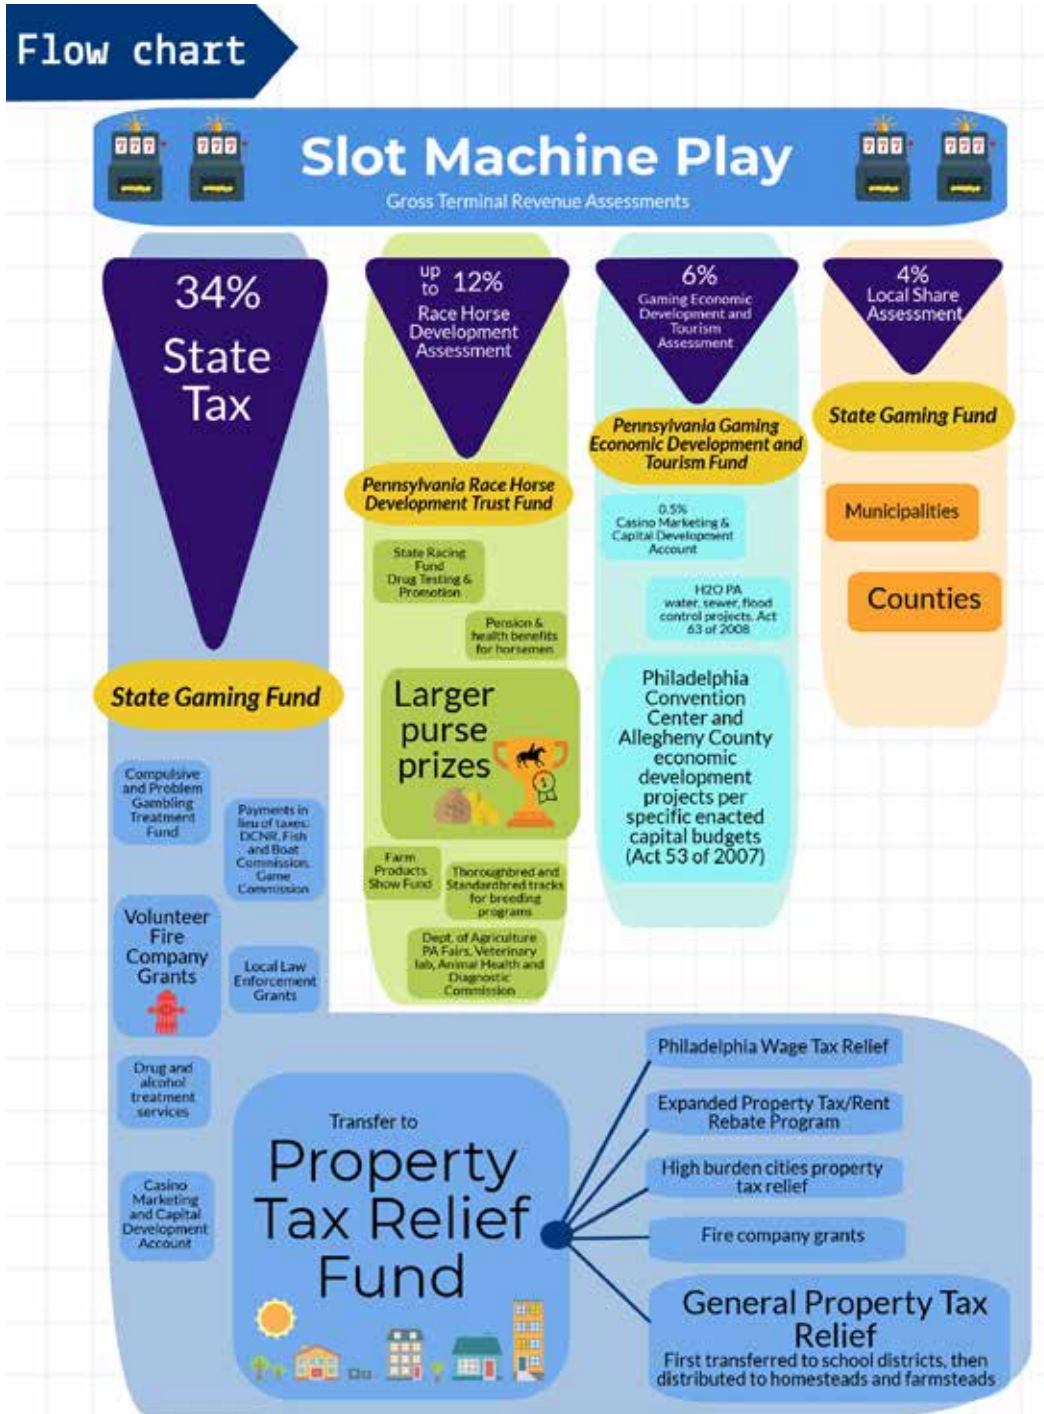 Flow chart
Slot Machine Play
Gross Terminal Revenue Assessments
34%
State
Tax
State Gaming Fund
Compulsive
and Problem
Gambling
Treatment
Fund
Payments in
lieu of taxes:
DCNR, Fish
and Boat
Commission,
Game
Commission
Volunteer
Fire
Company
Grants
Local Law
Enforcement
Grants
Drug and
alcohol
treatment
services
Casino
Marketing
and Capital
Development
Account
up
to 12%
Race Horse
Development
Assessment
Pennsylvania Race Horse
Development Trust Fund
State Racing
Fund
Drug Testing &
Promotion
Pension &
health benefits
for horsemen
Larger
purse
prizes
Farm
Products
Show Fund
Thoroughbred and
Standardbred tracks
for breeding
programs
Dept. of Agriculture
PA Fairs, Veterinary
lab, Animal Health and
Diagnostic
Commission
6%
Gaming Economic
Development and
Tourism
Assessment
Pennsylvania Gaming
Economic Development and
Tourism Fund
0.5%
Casino Marketing &
Capital Development
Account
H2O PA
water, sewer, flood
control projects, Act
63 of 2008
Philadelphia
Convention
Center and
Allegheny County
economic
development
projects per
specific enacted
capital budgets
(Act 53 of 2007)
4%
Local Share
Assessment
State Gaming Fund
Municipalities
Counties
Transfer to
Property
Tax Relief
Fund
Philadelphia Wage Tax Relief
Expanded Property Tax/Rent
Rebate Program
High burden cities property
tax relief
Fire company grants
General Property Tax
Relief
First transferred to school districts, then
distributed to homesteads and farmsteads